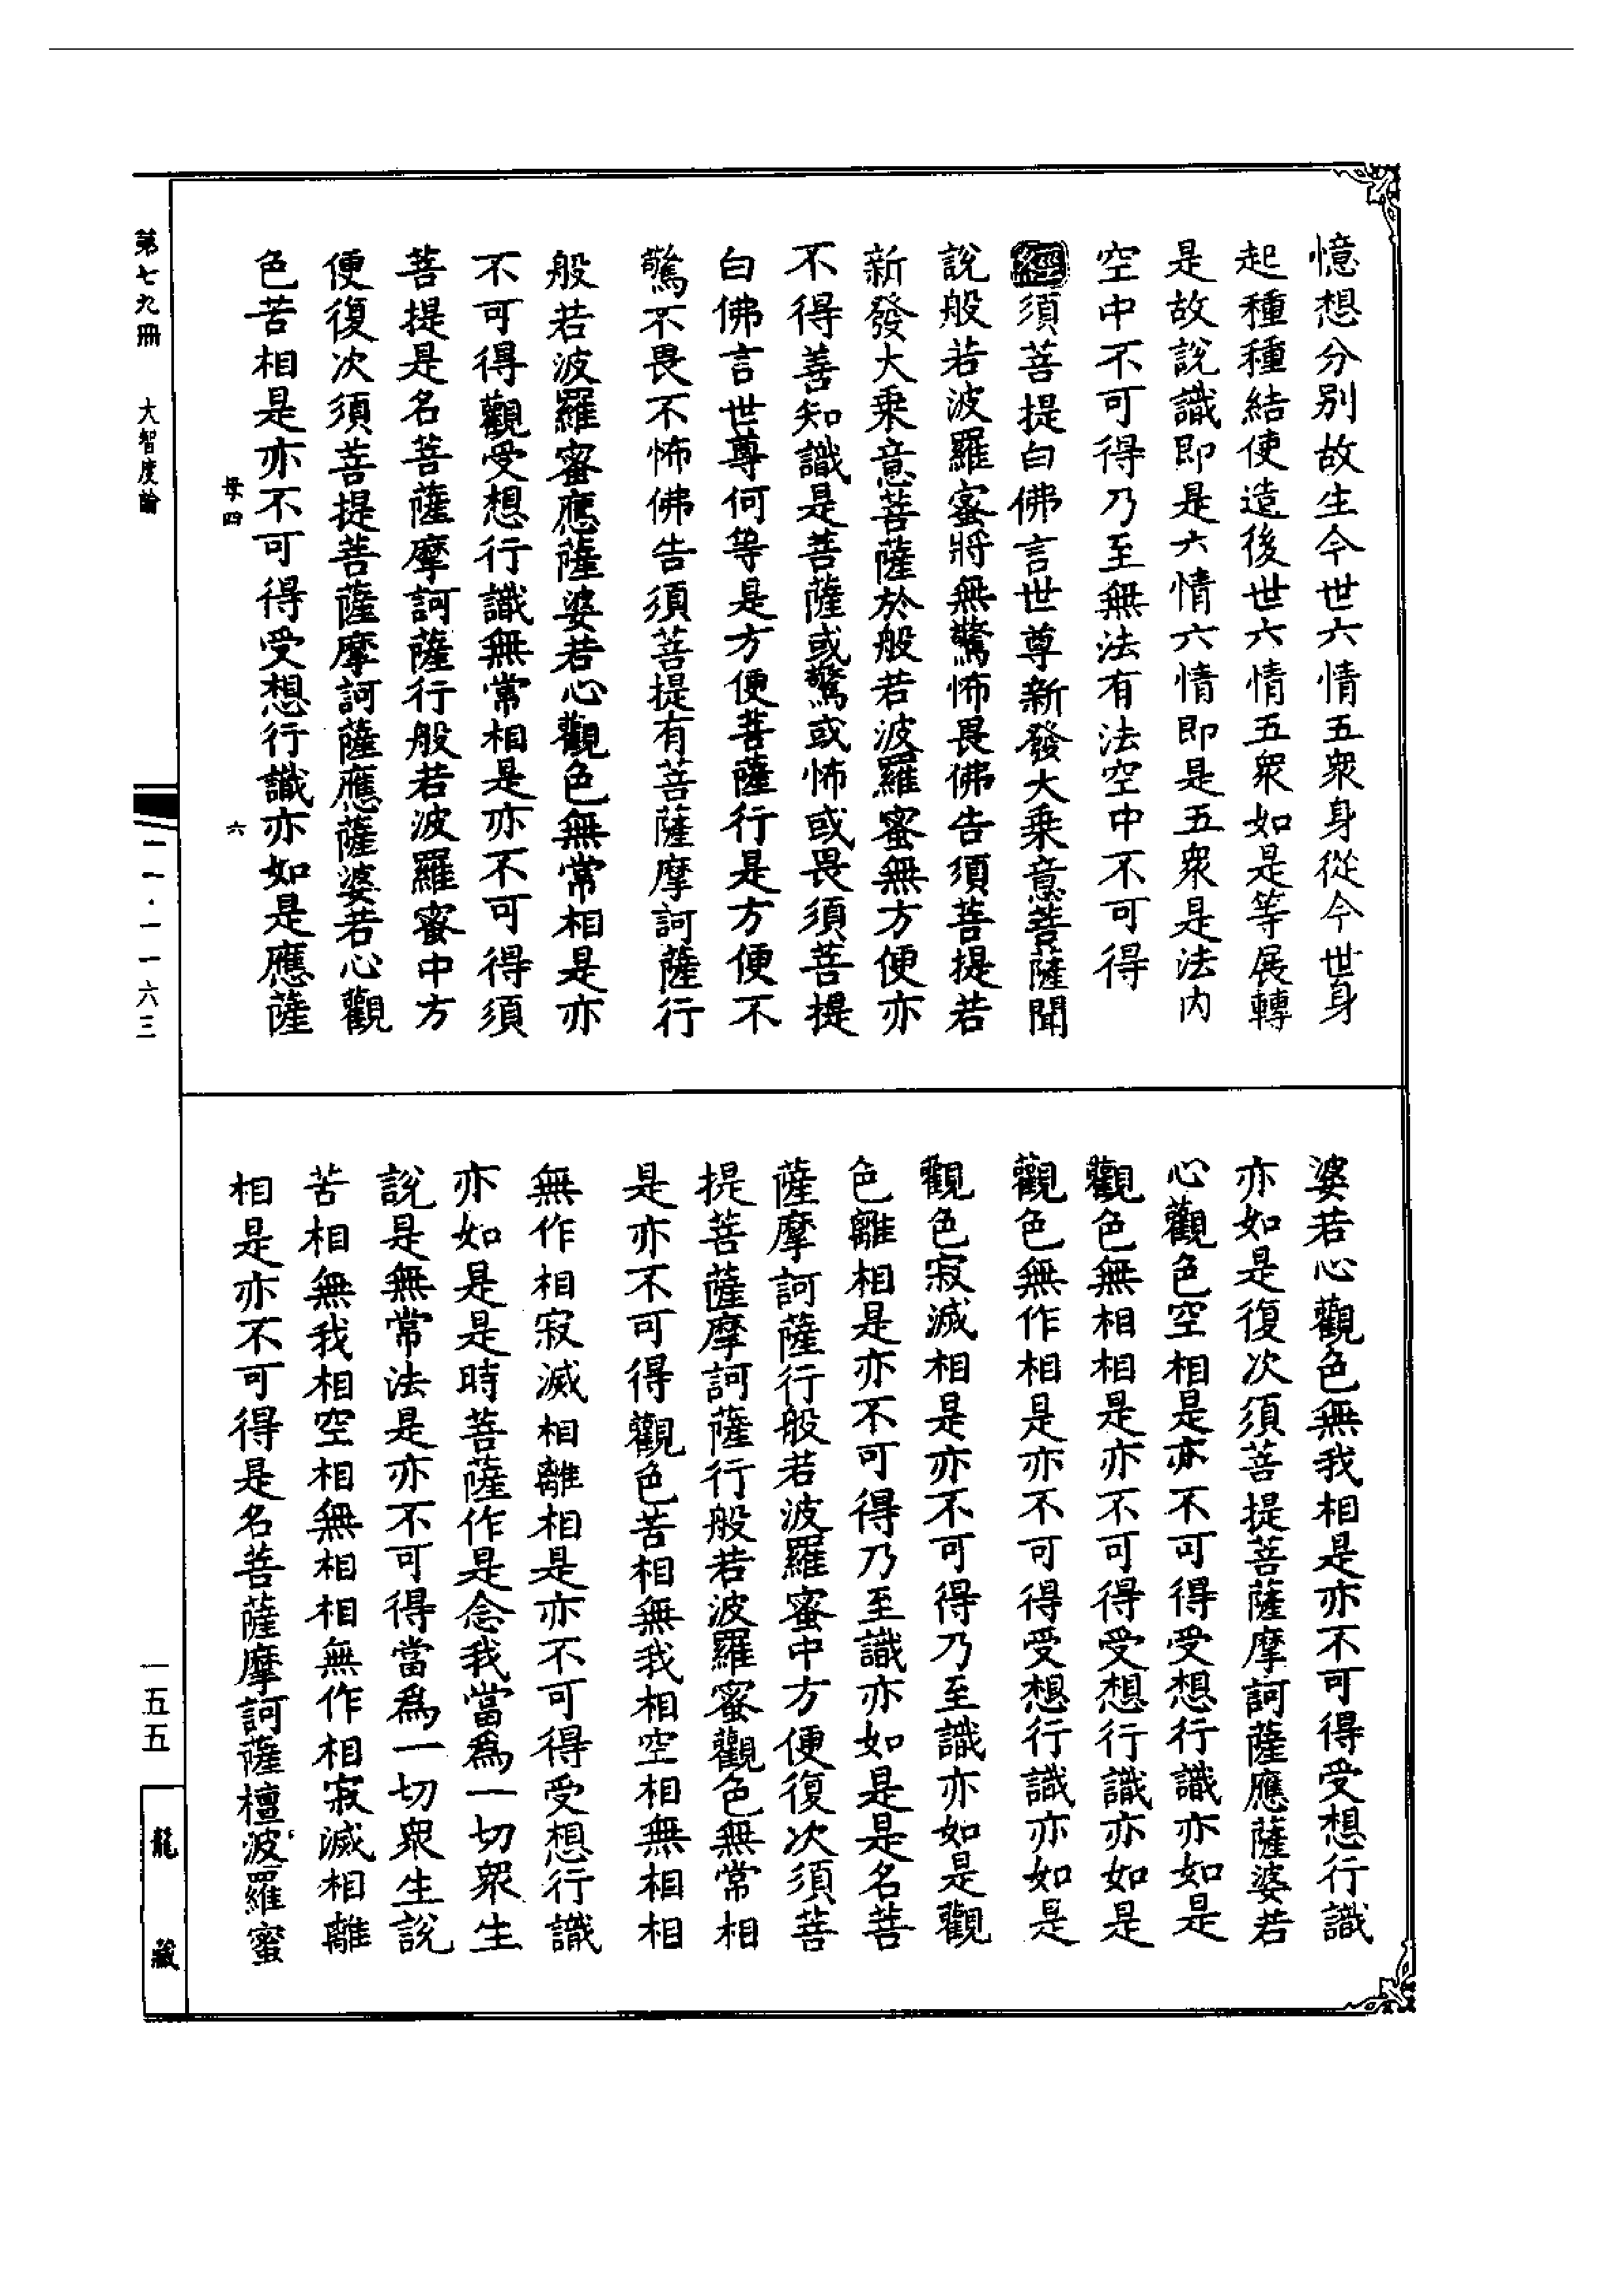 憶想分別故生今世六情五衆身從今世身
起種種結使造後世六情五衆如是等展轉
是故說識即是六情六情即是五衆是法內
空中不可得乃至無法有法空中不可得
經須菩提白佛言世尊新發大乘意菩薩聞
說般若波羅蜜將無驚怖畏佛告須菩提若
新發大乘意菩薩於般若波羅蜜無方便亦
不得善知識是菩薩或驚或怖或畏須菩提
白佛言世尊何等是方便菩薩行是方便不
驚不畏不怖佛告須菩提有菩薩摩訶薩行
般若波羅蜜應薩婆若心觀色無常相是亦
不可得觀受想行識無常相是亦不可得須
菩提是名菩薩摩訶薩行般若波羅蜜中方
便復次須菩提菩薩摩訶薩應薩婆若心觀
色苦相是亦不可得受想行識亦如是應薩
婆若心觀色無我相是亦不可得受想行識
亦如是復次須菩提菩薩摩訶薩應薩婆若
心觀色空相是亦不可得受想行識亦如是
觀色無相相是亦不可得受想行識亦如是
觀色無作相是亦不可得受想行識亦如是
觀色寂滅相是亦不可得乃至識亦如是觀
色離相是亦不可得乃至識亦如是是名菩
薩摩訶薩行般若波羅蜜中方便復次須菩
提菩薩摩訶薩行般若波羅蜜觀色無常相
是亦不可得觀色苦相無我相空相無相相
無作相寂滅相離相是亦不可得受想行識
亦如是是時菩薩作是念我當爲一切衆生
說是無常法是亦不可得當爲一切衆生說
苦相無我相空相無相相無作相寂滅相離
相是亦不可得是名菩薩摩訶薩檀波羅蜜
母四 六
第七九冊 大智度論
二一·一一六三
一五五
龍藏